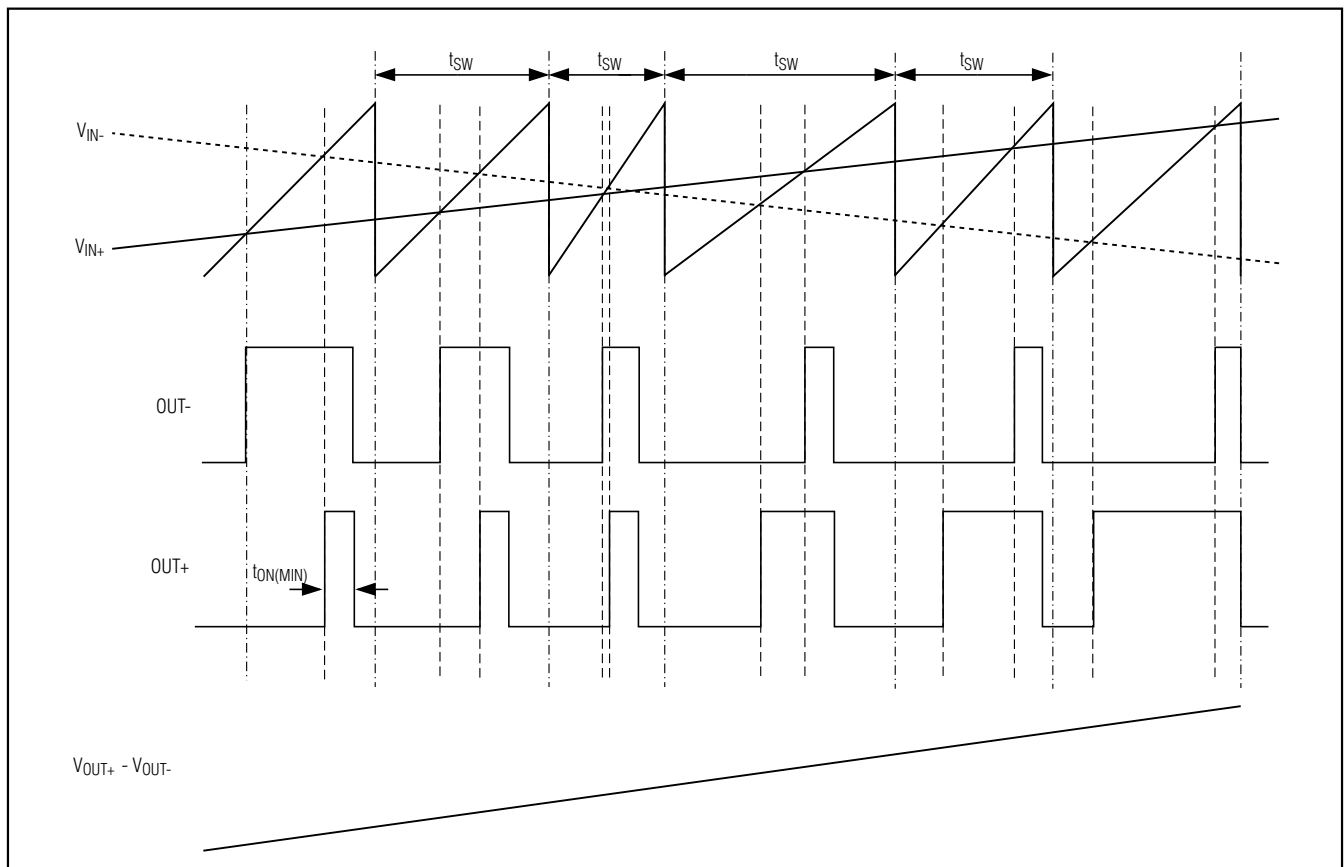 tSW tSW tSW tSW
VIN-
VIN+
OUT-
OUT+
tON(MIN)
VOUT+ - VOUT-